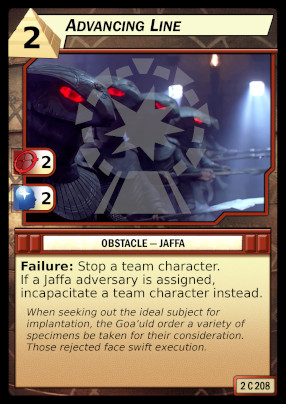 2
ADVANCING LINE
2
2
OBSTACLE – JAFFA
Failure: Stop a team character.
If a Jaffa adversary is assigned,
incapacitate a team character instead.
When seeking out the ideal subject for
implantation, the Goa'uld order a variety of
specimens be taken for their consideration.
Those rejected face swift execution.
2 C 208